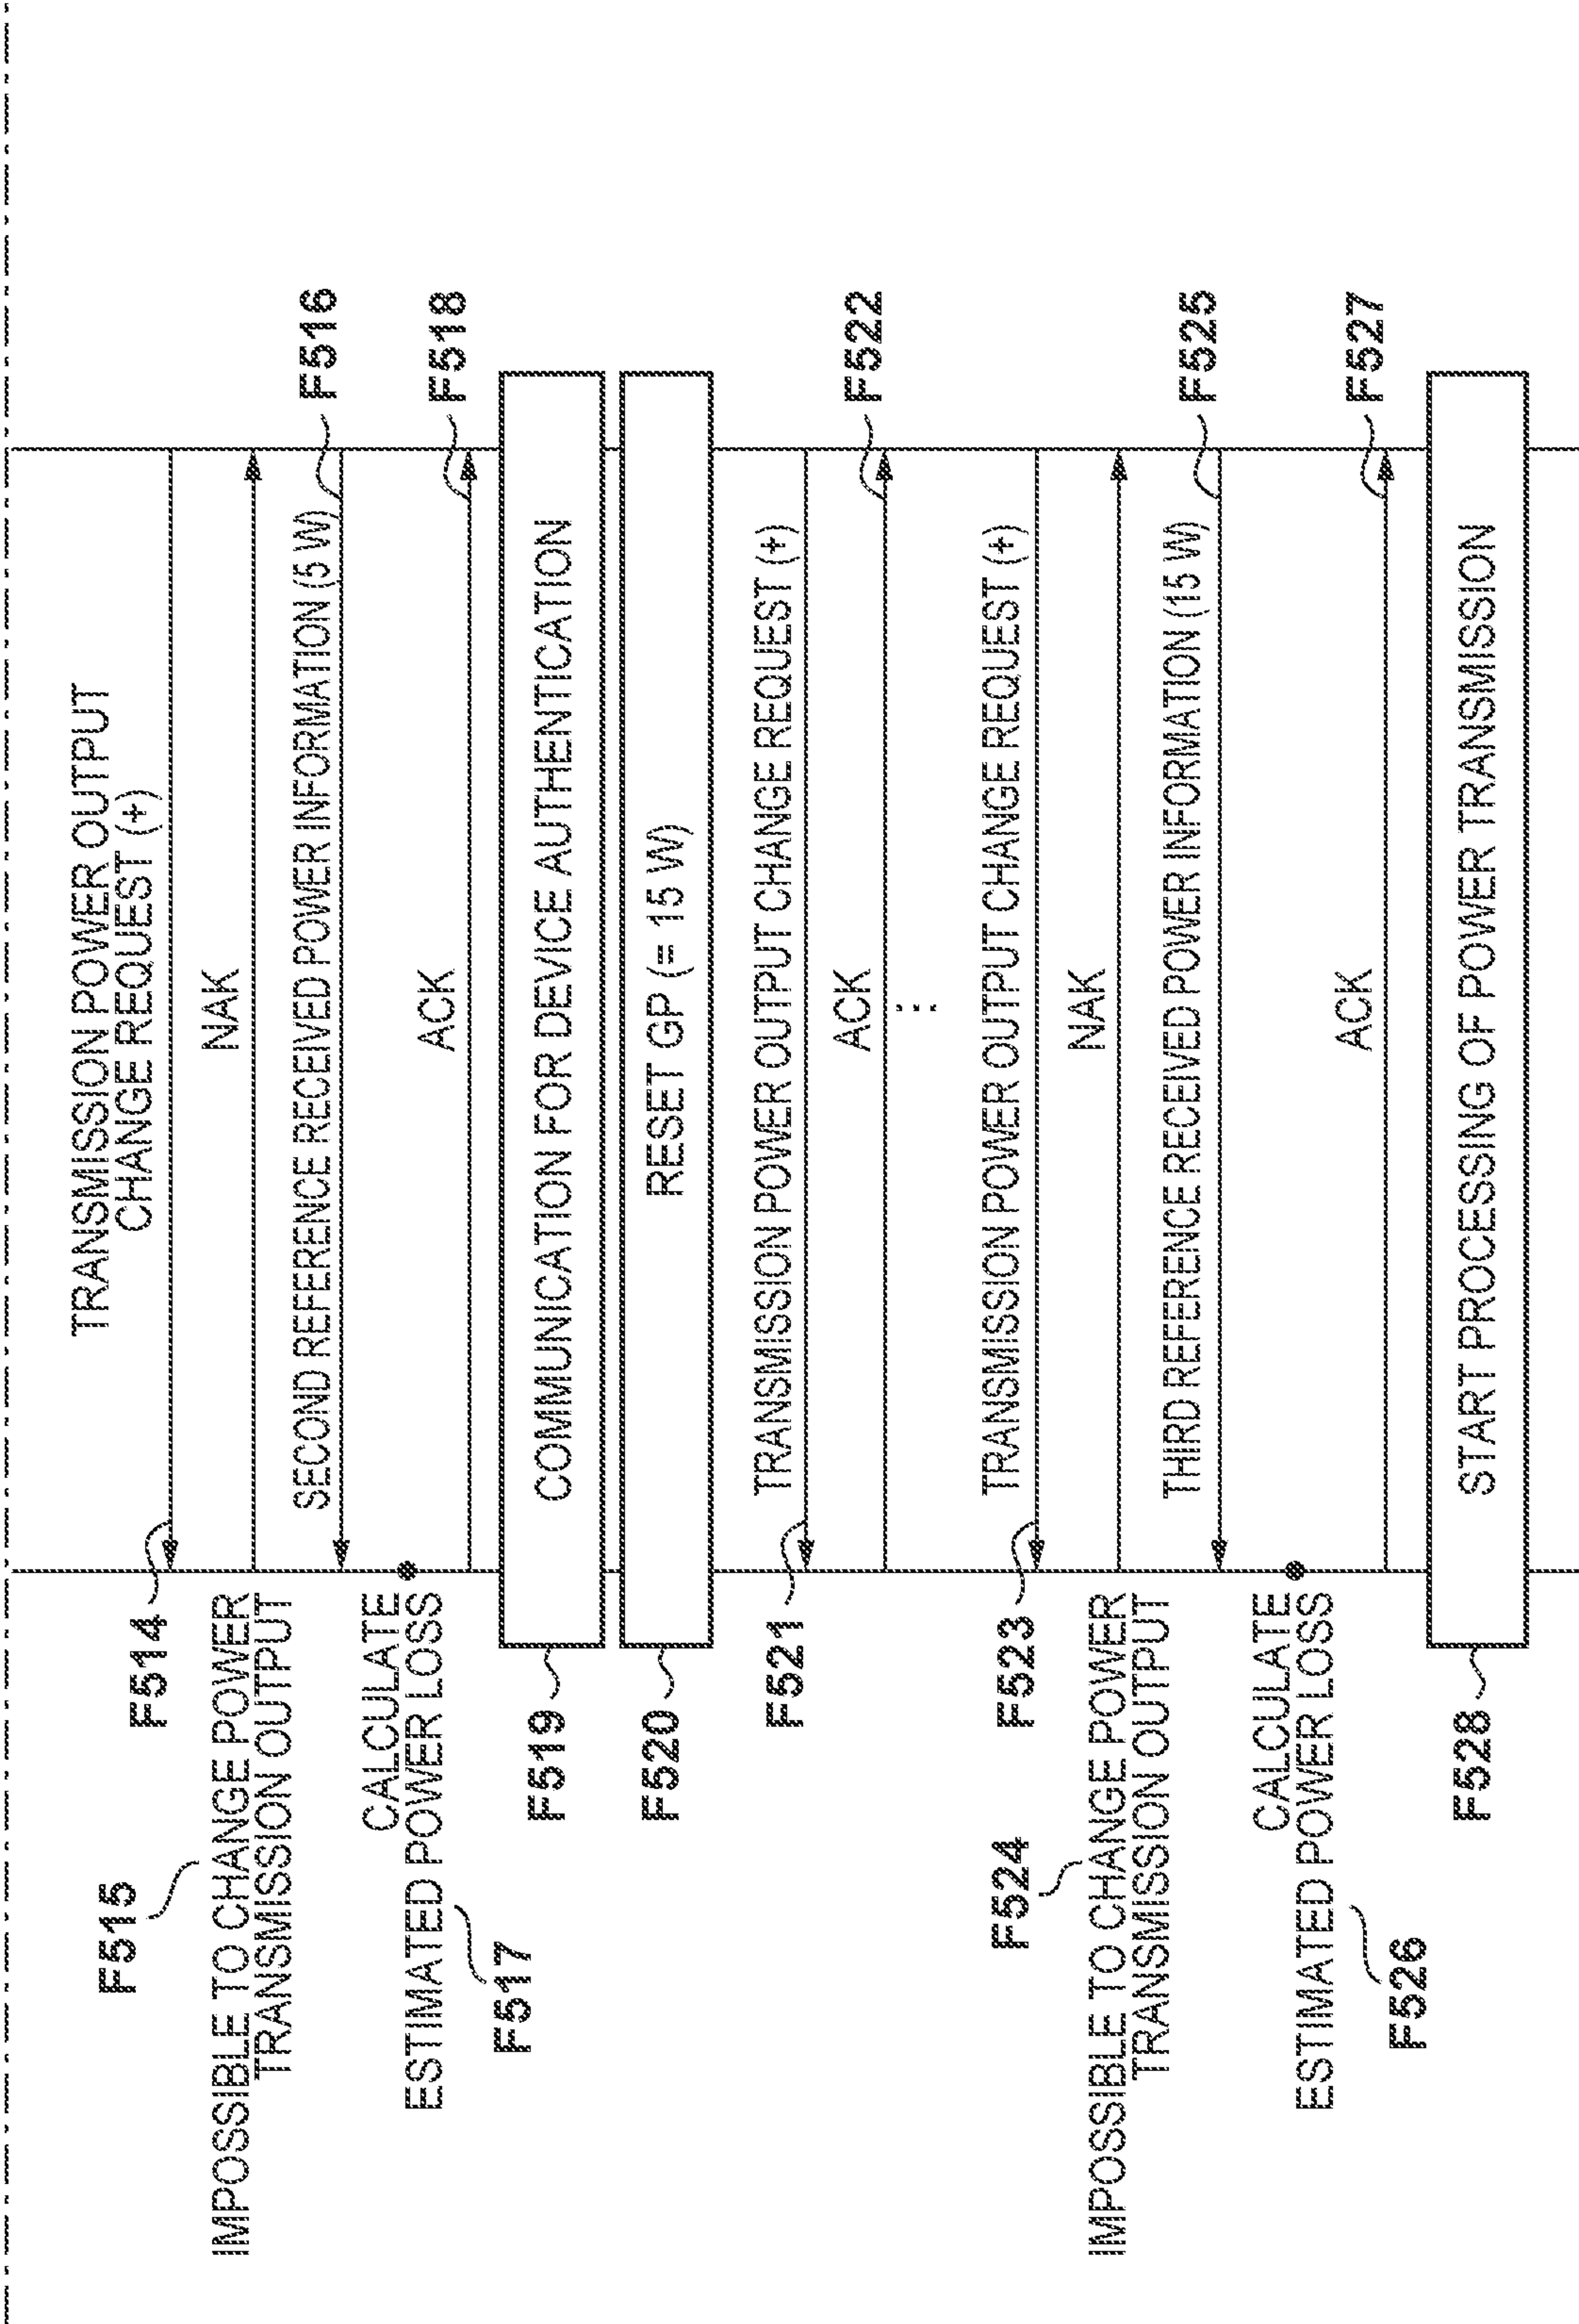 TRANSMISSION POWER OUTPUT
CHANGE REQUEST (+)
F514
F515
IMPOSSIBLE TO CHANGE POWER
TRANSMISSION OUTPUT
NAK
SECOND REFERENCE RECEIVED POWER INFORMATION (5 W)
F516
CALCULATE
ESTIMATED POWER LOSS
F517
ACK
F518
COMMUNICATION FOR DEVICE AUTHENTICATION
F519
RESET GP (= 15 W)
F520
TRANSMISSION POWER OUTPUT CHANGE REQUEST (+)
F521
ACK
F522
⋮
TRANSMISSION POWER OUTPUT CHANGE REQUEST (+)
F523
F524
IMPOSSIBLE TO CHANGE POWER
TRANSMISSION OUTPUT
NAK
THIRD REFERENCE RECEIVED POWER INFORMATION (15 W)
F525
CALCULATE
ESTIMATED POWER LOSS
F526
ACK
F527
START PROCESSING OF POWER TRANSMISSION
F528